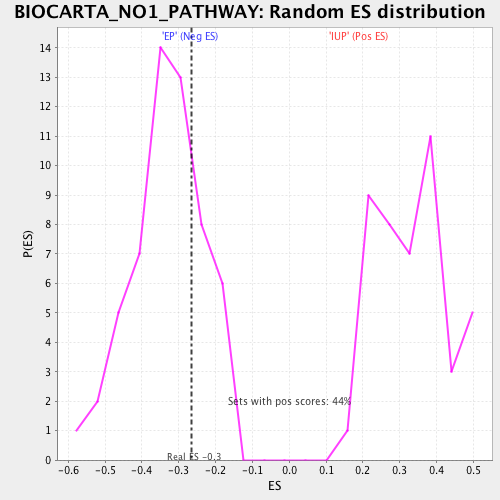 BIOCARTA_NO1_PATHWAY: Random ES distribution
'EP' (Neg ES)
'IUP' (Pos ES)
14
13
12
11
10
9
8
7
6
5
4
3
2
1
0
P(ES)
Sets with pos scores: 44%
Real ES -0.3
-0.6 -0.5 -0.4 -0.3 -0.2 -0.1 0.0 0.1 0.2 0.3 0.4 0.5
ES